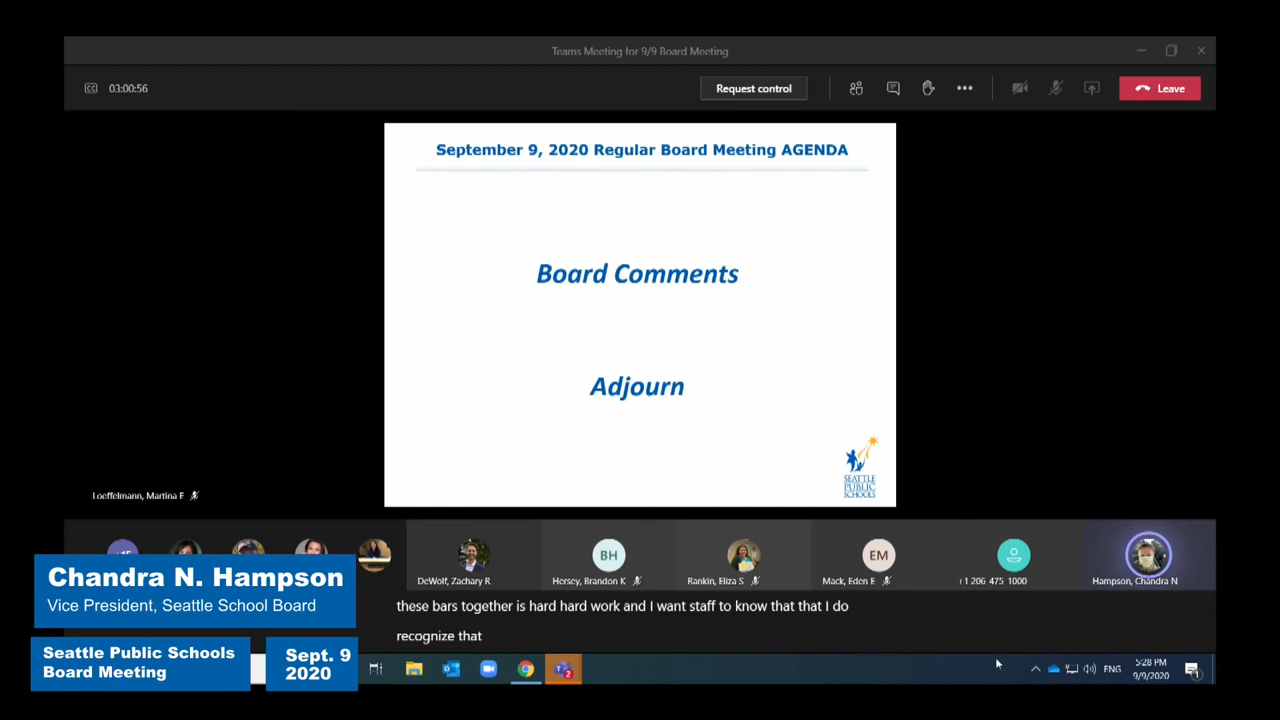 Teams Meeting for 9/9 Board Meeting
CC
03:00:56
Request control
Leave
September 9, 2020 Regular Board Meeting AGENDA
Board Comments
Adjourn
SEATTLE
PUBLIC
SCHOOLS
Loeffelmann, Martina F
DeWolf, Zachary R
BH
Hersey, Brandon K
Rankin, Eliza S
EM
Mack, Eden E
+1 206 475 1000
Hampson, Chandra N
these bars together is hard hard work and I want staff to know that that I do
recognize that
Chandra N. Hampson
Vice President, Seattle School Board
Seattle Public Schools
Board Meeting
Sept. 9
2020
2
ENG
5:28 PM
9/9/2020
1